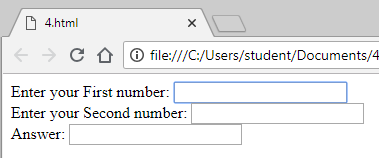 4.html
file:///C:/Users/student/Documents/4
Enter your First number:
Enter your Second number:
Answer: